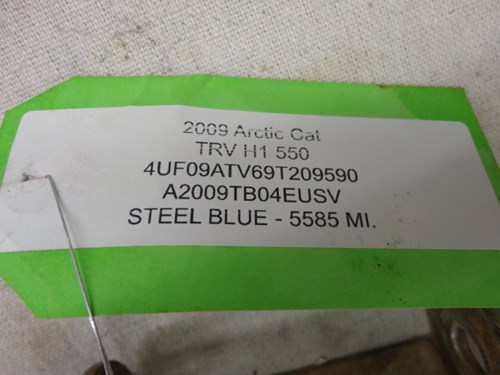 2009 Arctic Cat
TRV H1 550
4UF09ATV69T209590
A2009TB04EUSV
STEEL BLUE - 5585 MI.